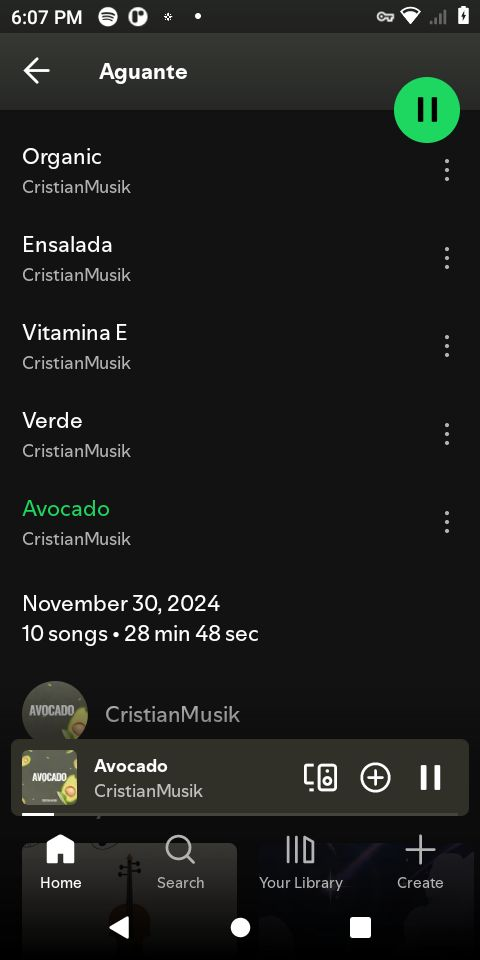 6:07 PM
Aguante
Organic
CristianMusik
Ensalada
CristianMusik
Vitamina E
CristianMusik
Verde
CristianMusik
Avocado
CristianMusik
November 30, 2024
10 songs • 28 min 48 sec
AVOCADO
CristianMusik
AVOCADO
Avocado
CristianMusik
Home
Search
Your Library
Create